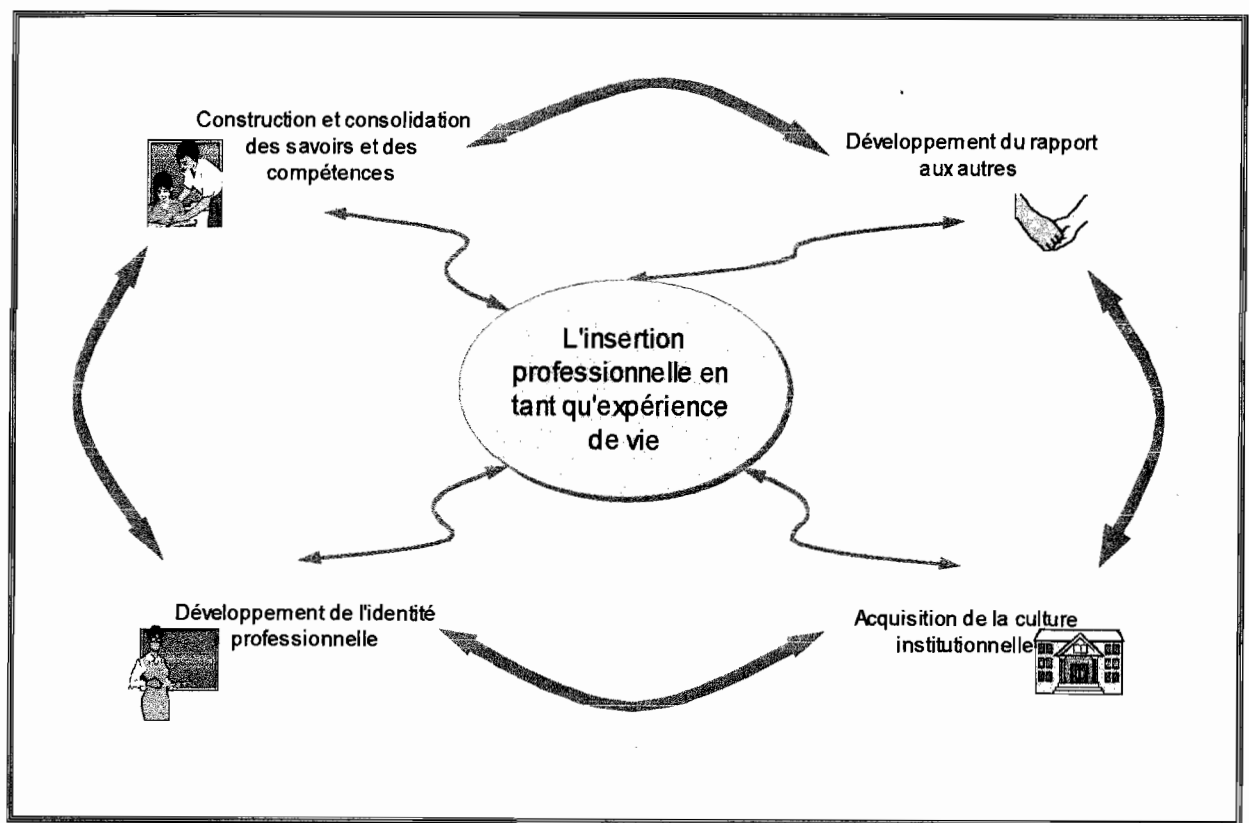 Construction et consolidation
des savoirs et des
compétences
Développement du rapport
aux autres
L'insertion
professionnelle en
tant qu'expérience
de vie
Développement de l'identité
professionnelle
Acquisition de la culture
institutionnelle